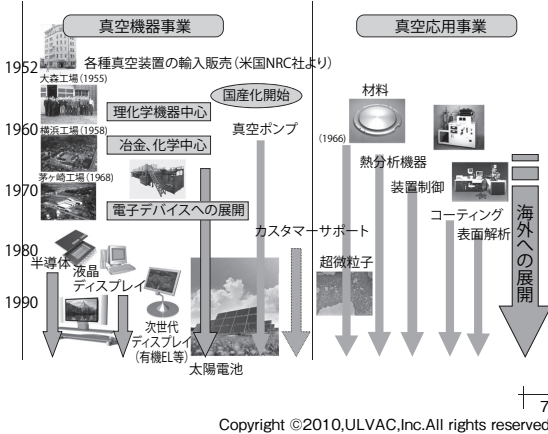 真空機器事業
真空応用事業
1952
各種真空装置の輸入販売(米国NRC社より)
大森工場(1955)
国産化開始
材料
理化学機器中心
1960
横浜工場(1958)
真空ポンプ
(1966)
冶金、化学中心
熱分析機器
茅ヶ崎工場(1968)
装置制御
1970
電子デバイスへの展開
コーティング
海外への展開
カスタマーサポート
表面解析
1980
半導体
液晶
ディスプレイ
超微粒子
1990
次世代
ディスプレイ
(有機EL等)
太陽電池
7
Copyright ©2010,ULVAC,Inc.All rights reserved